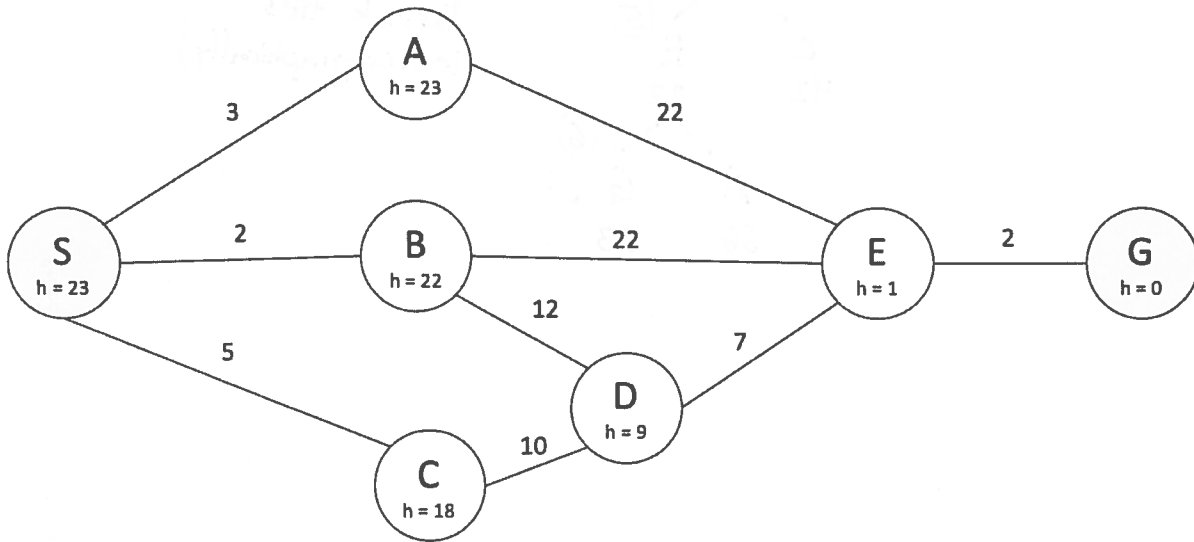 A
h = 23
3
22
S
h = 23
2
B
h = 22
22
E
h = 1
2
G
h = 0
12
5
7
D
h = 9
10
C
h = 18